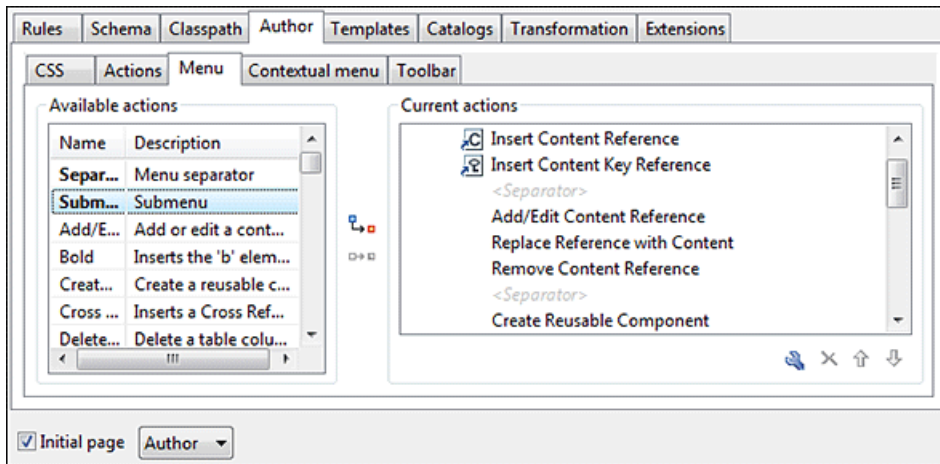 Rules Schema Classpath Author Templates Catalogs Transformation Extensions
CSS Actions Menu Contextual menu Toolbar
Available actions
Name Description
Separ... Menu separator
Subm... Submenu
Add/E... Add or edit a cont...
Bold Inserts the 'b' elem...
Creat... Create a reusable c...
Cross ... Inserts a Cross Ref...
Delete... Delete a table colu...
Current actions
Insert Content Reference
Insert Content Key Reference
<Separator>
Add/Edit Content Reference
Replace Reference with Content
Remove Content Reference
<Separator>
Create Reusable Component
Initial page Author